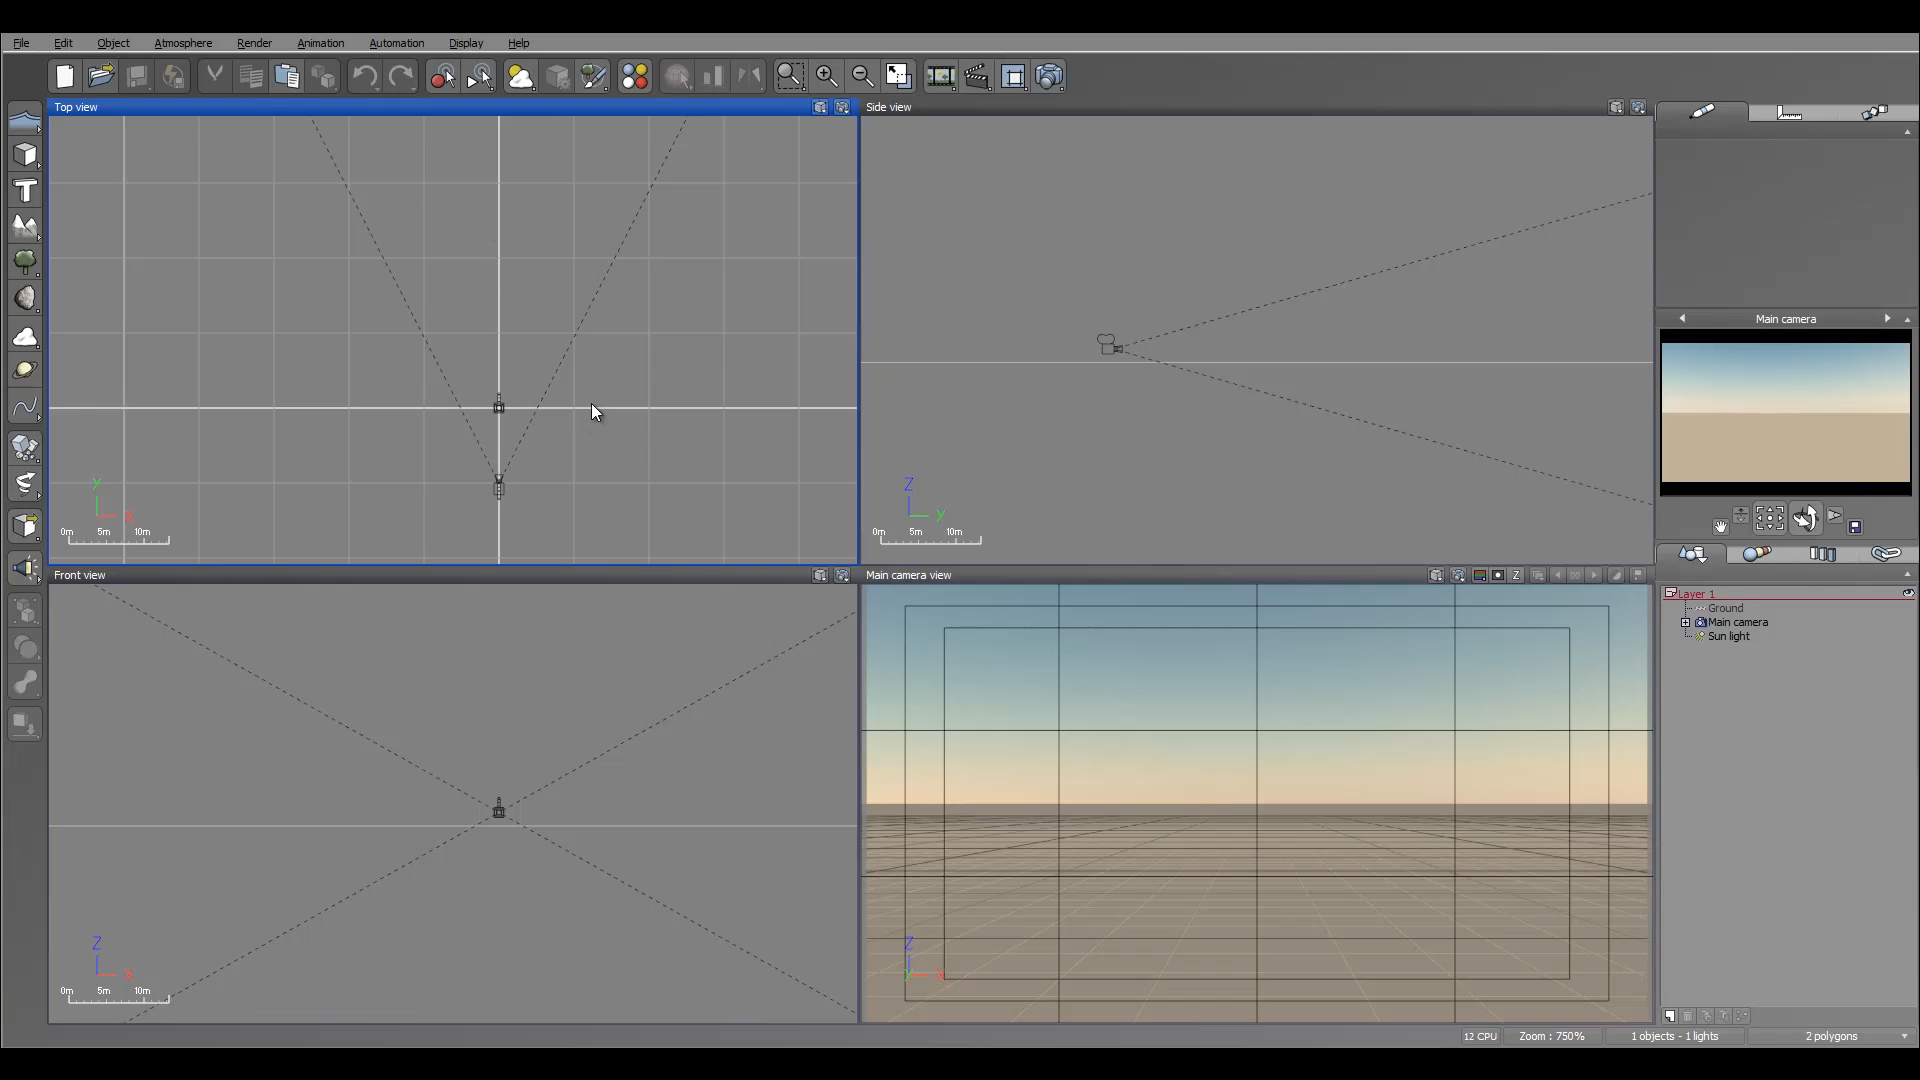 File Edit Object Atmosphere Render Animation Automation Display Help
Top view
Side view
Main camera
y
x
0m 5m 10m
Z
y
0m 5m 10m
Front view
Main camera view
Z
Layer 1
Ground
Main camera
Sun light
Z
x
0m 5m 10m
Z
y x
12 CPU Zoom : 750% 1 objects - 1 lights 2 polygons